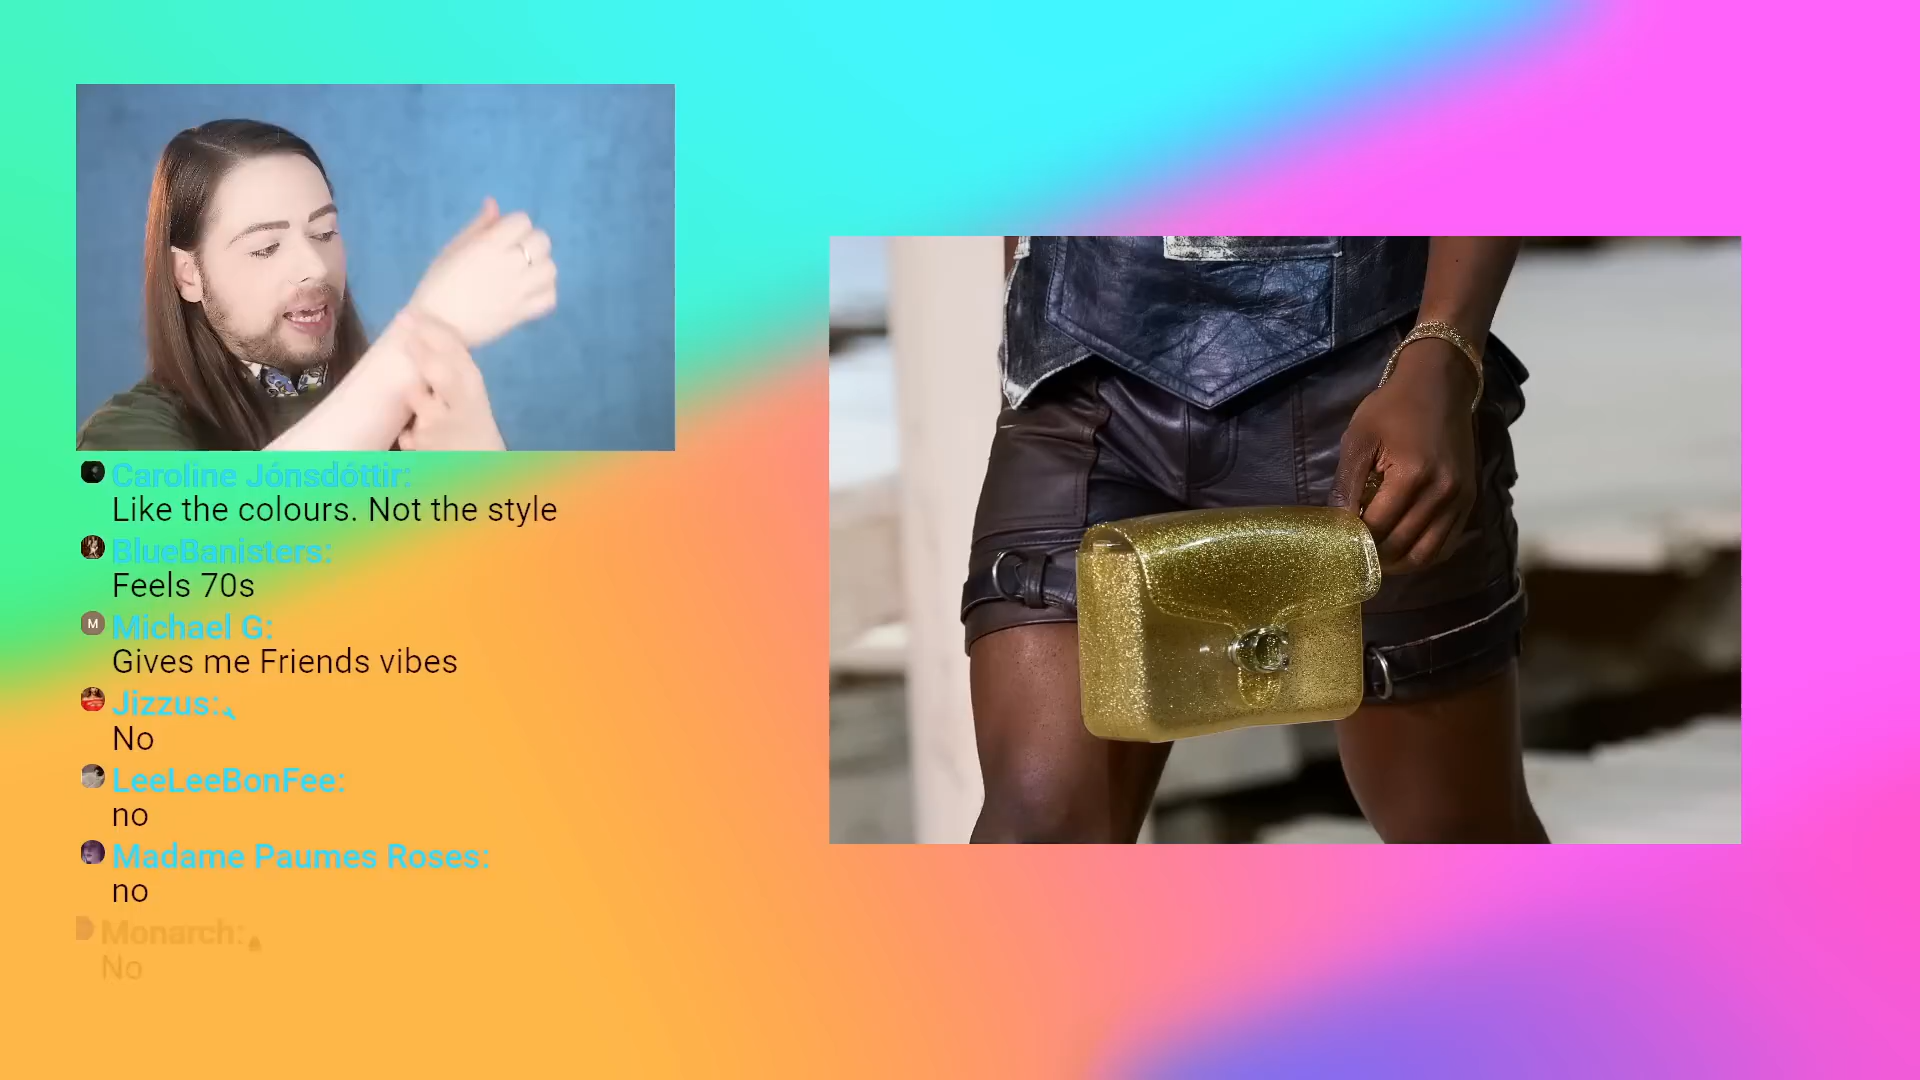 Caroline Jónsdóttir:
Like the colours. Not the style
BlueBanisters:
Feels 70s
M
Michael G:
Gives me Friends vibes
Jizzus:
No
LeeLeeBonFee:
no
Madame Paumes Roses:
no
Monarch:
No